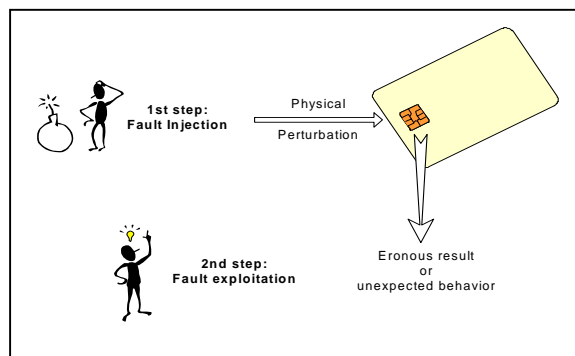 1st step:
Fault Injection
Physical
Perturbation
2nd step:
Fault exploitation
Eronous result
or
unexpected behavior